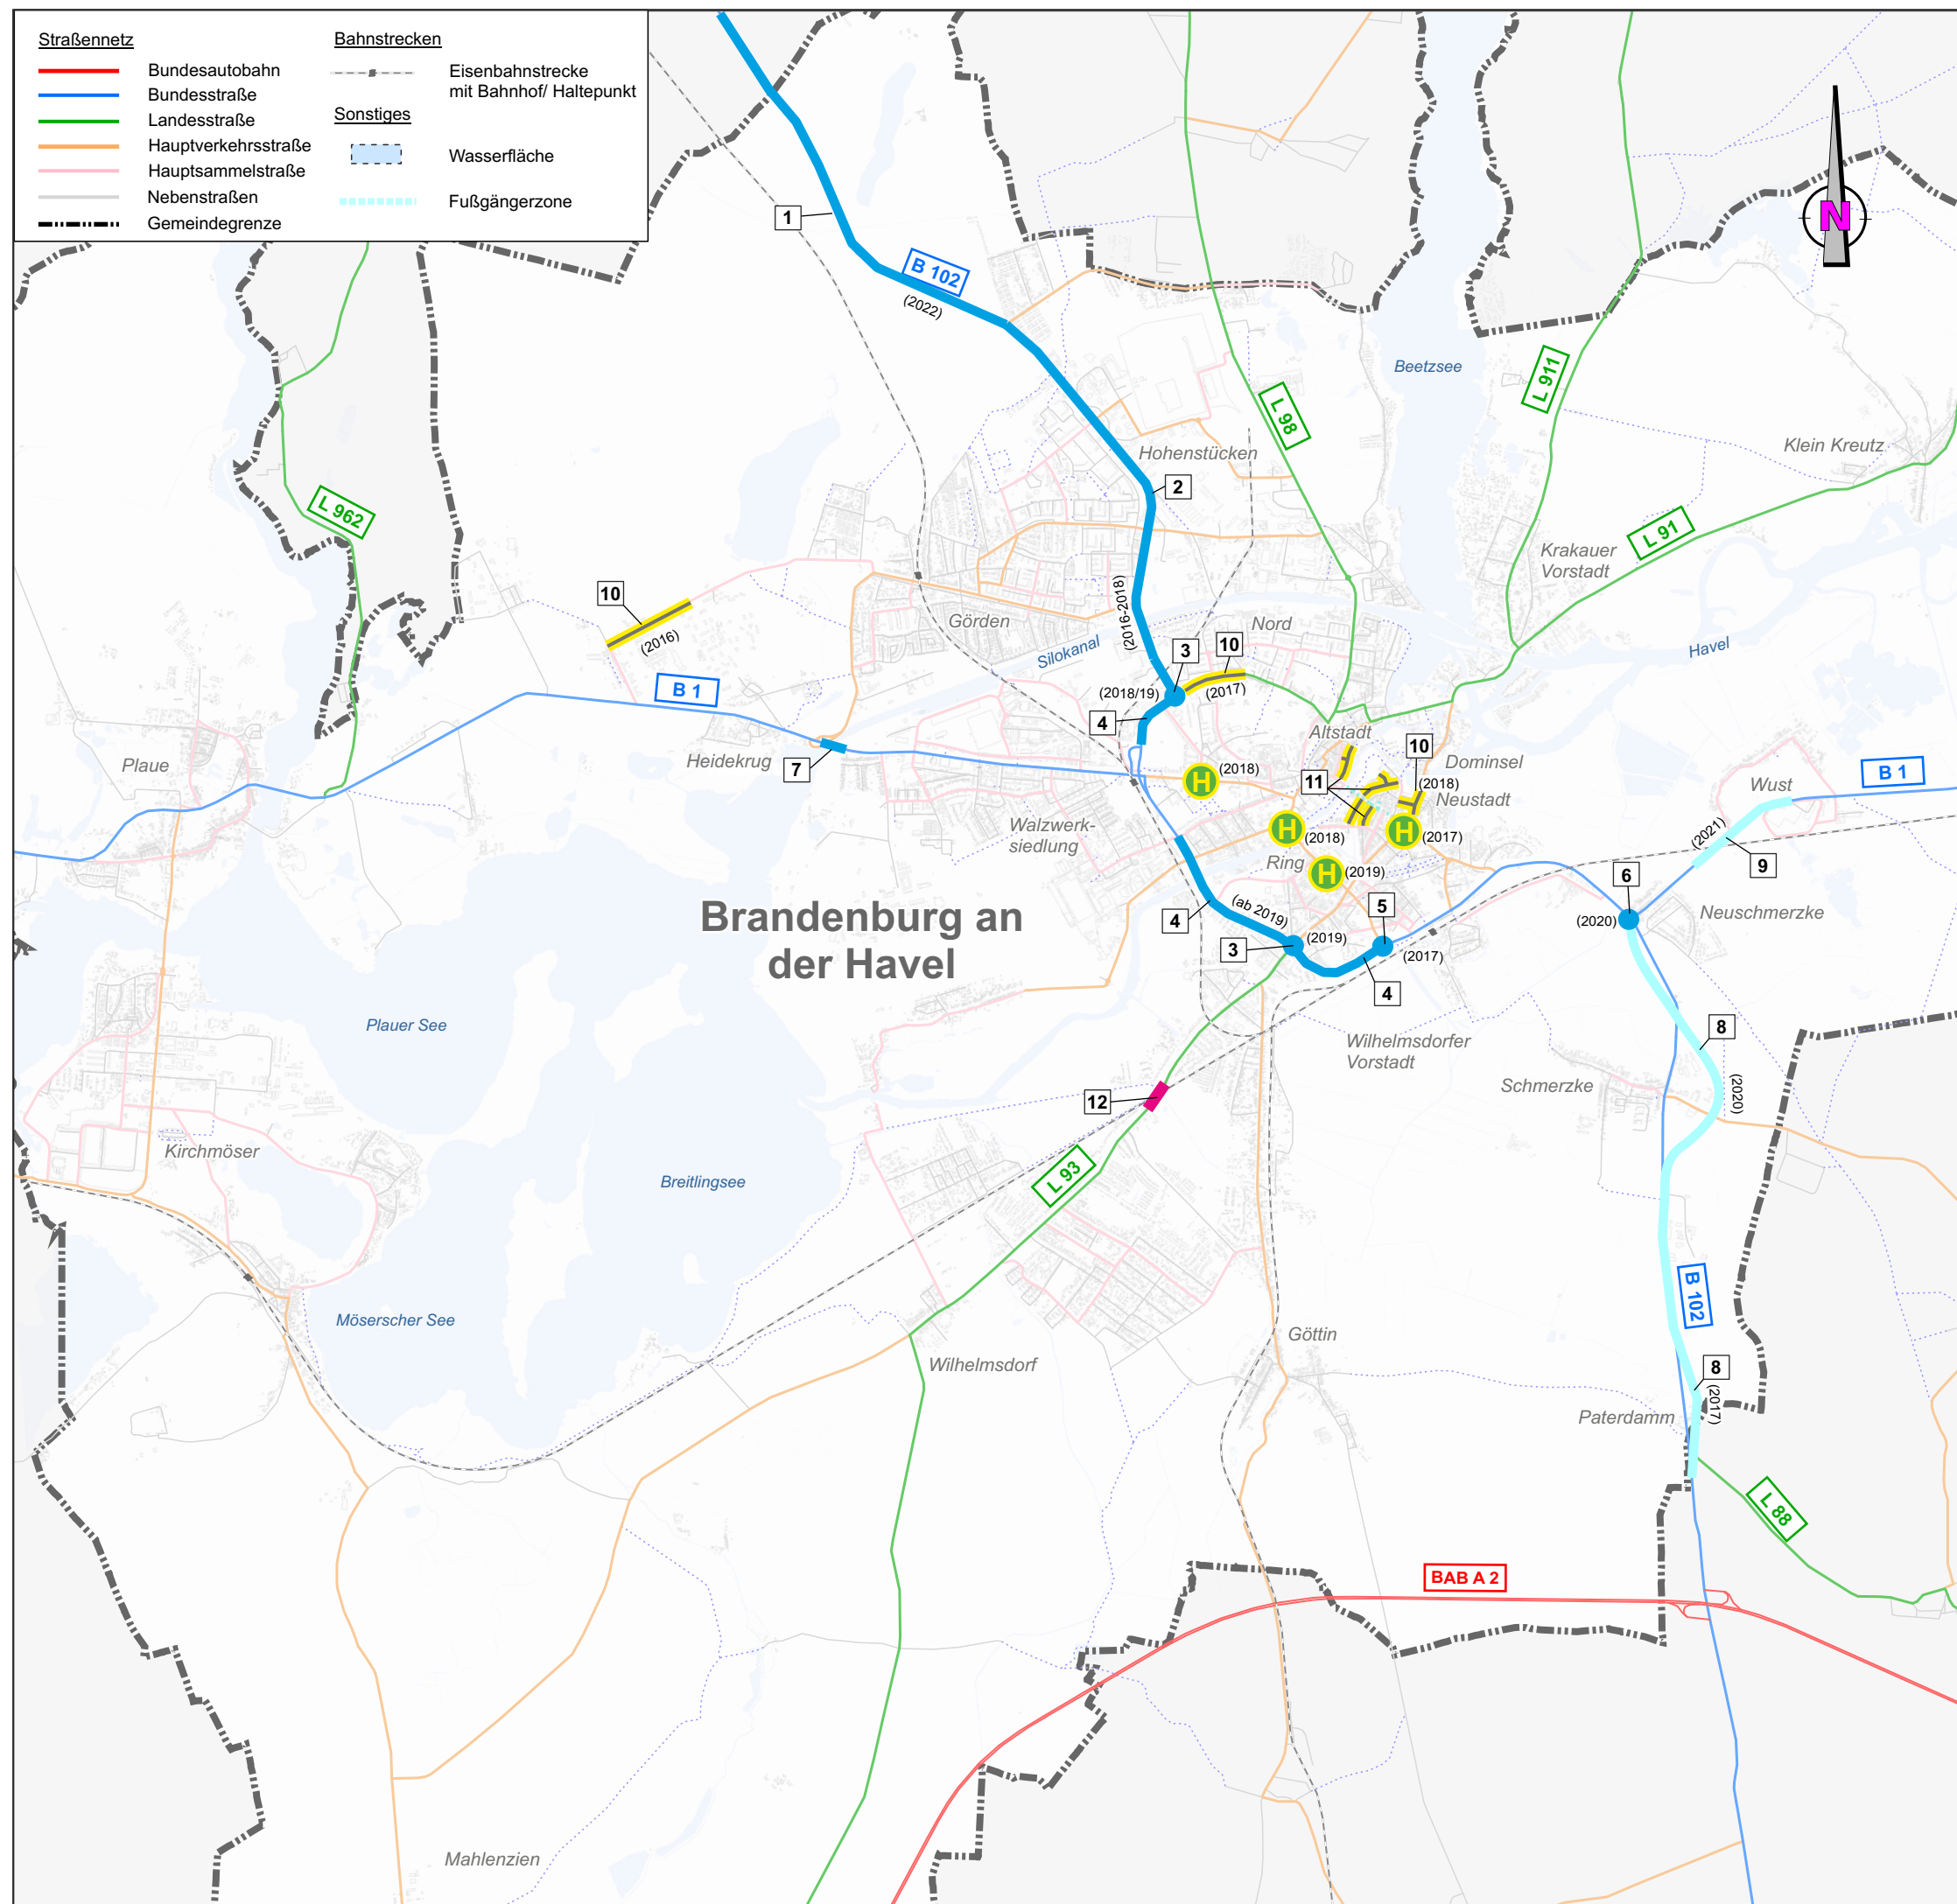 Straßennetz
Bundesautobahn
Bundesstraße
Landesstraße
Hauptverkehrsstraße
Hauptsammelstraße
Nebenstraßen
Gemeindegrenze
Bahnstrecken
Eisenbahnstrecke
mit Bahnhof/ Haltepunkt
Sonstiges
Wasserfläche
Fußgängerzone
N
1
B 102
(2022)
Beetzsee
L 911
L 98
Klein Kreutz
Hohenstücken
2
L 962
L 91
Krakauer
Vorstadt
10
(2016)
Görden
(2016-2018)
Nord
Silokanal
3
10
Havel
B 1
(2018/19)
(2017)
4
Altstadt
10
Dominsel
Plaue
Heidekrug
7
H
(2018)
11
(2018)
Neustadt
Wust
B 1
Walzwerk-
siedlung
H
(2018)
H
(2017)
(2021)
9
Ring
H
(2019)
6
Brandenburg an
der Havel
4
(ab 2019)
5
(2020)
Neuschmerzke
3
(2019)
(2017)
4
Plauer See
Wilhelmsdorfer
Vorstadt
8
Schmerzke
(2020)
12
Kirchmöser
L 93
Breitlingsee
B 102
Möserscher See
Göttin
Wilhelmsdorf
8
(2017)
Paterdamm
L 88
BAB A 2
Mahlenzien